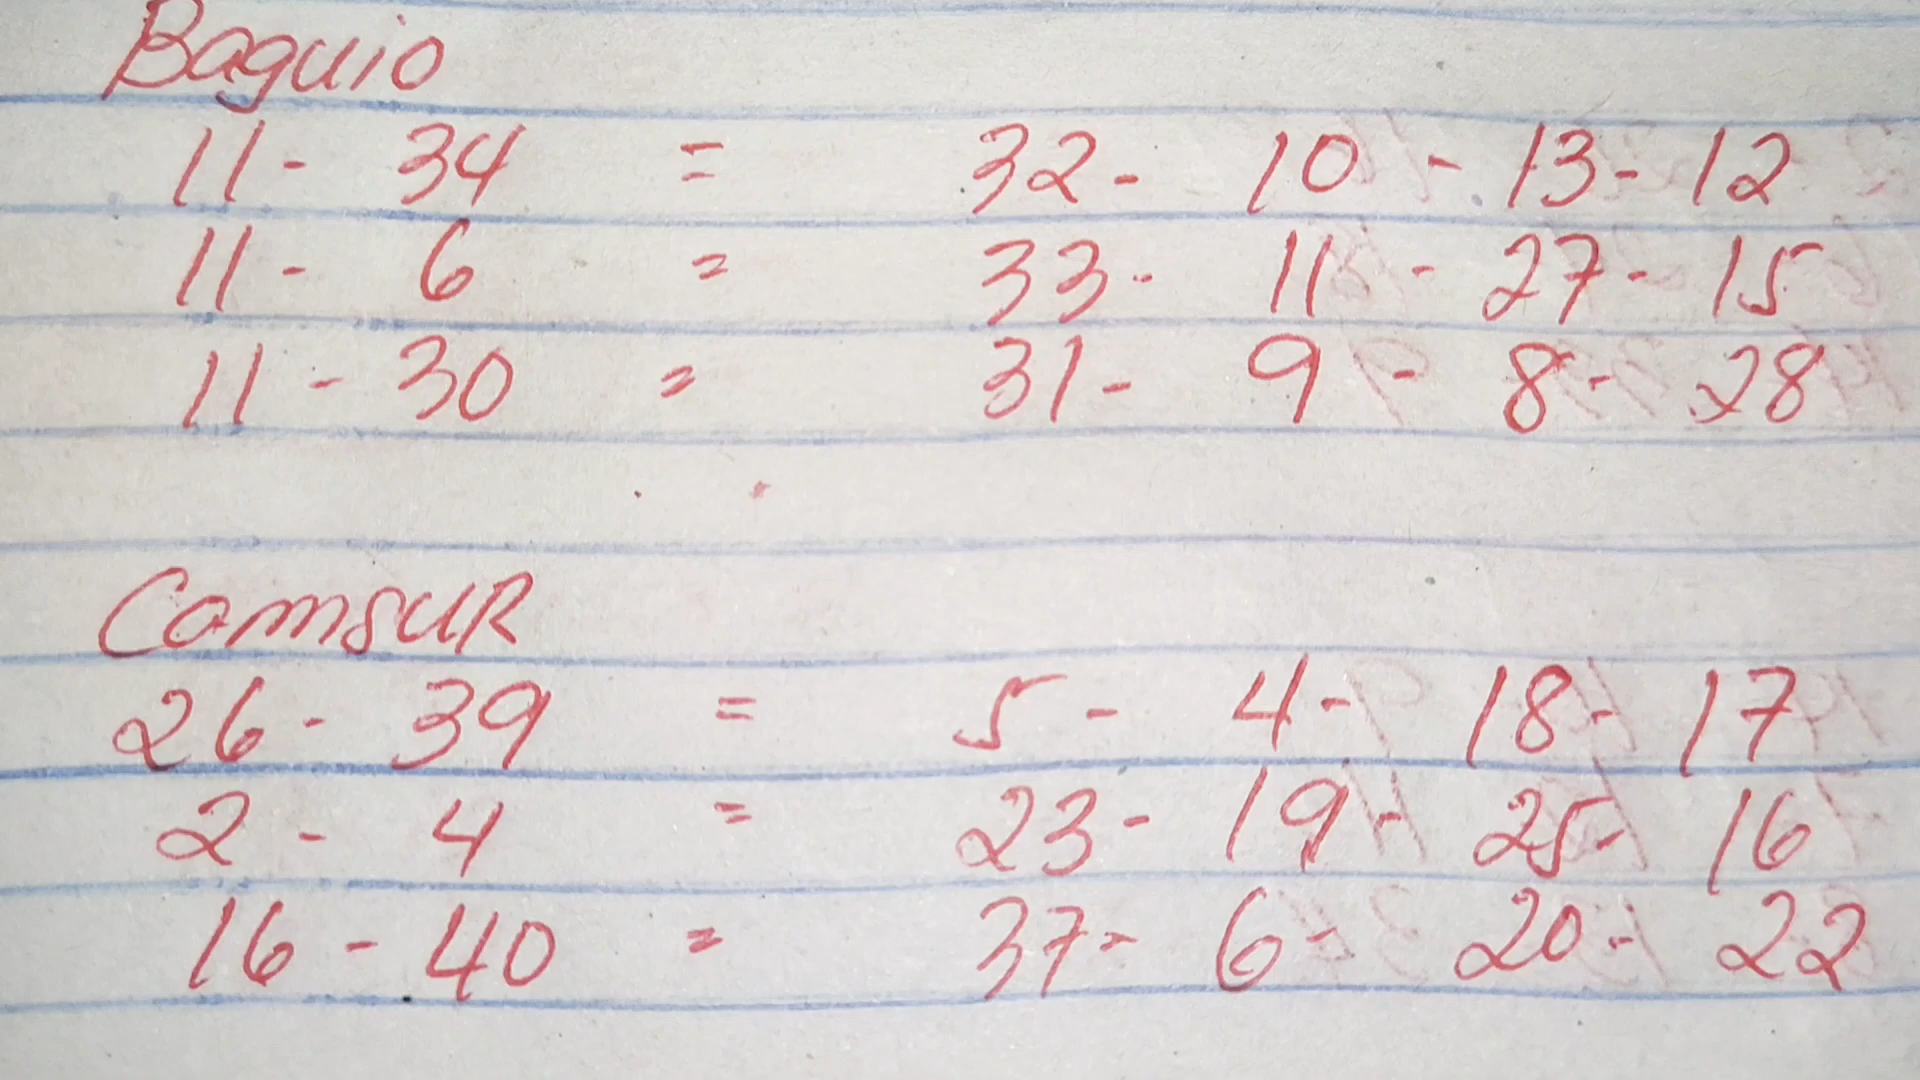 Baguio
11 - 34 = 32 - 10 - 13 - 12
11 - 6 = 33 - 11 - 27 - 15
11 - 30 = 31 - 9 - 8 - 28
CamsuR
26 - 39 = 5 - 4 - 18 - 17
2 - 4 = 23 - 19 - 25 - 16
16 - 40 = 37 - 6 - 20 - 22